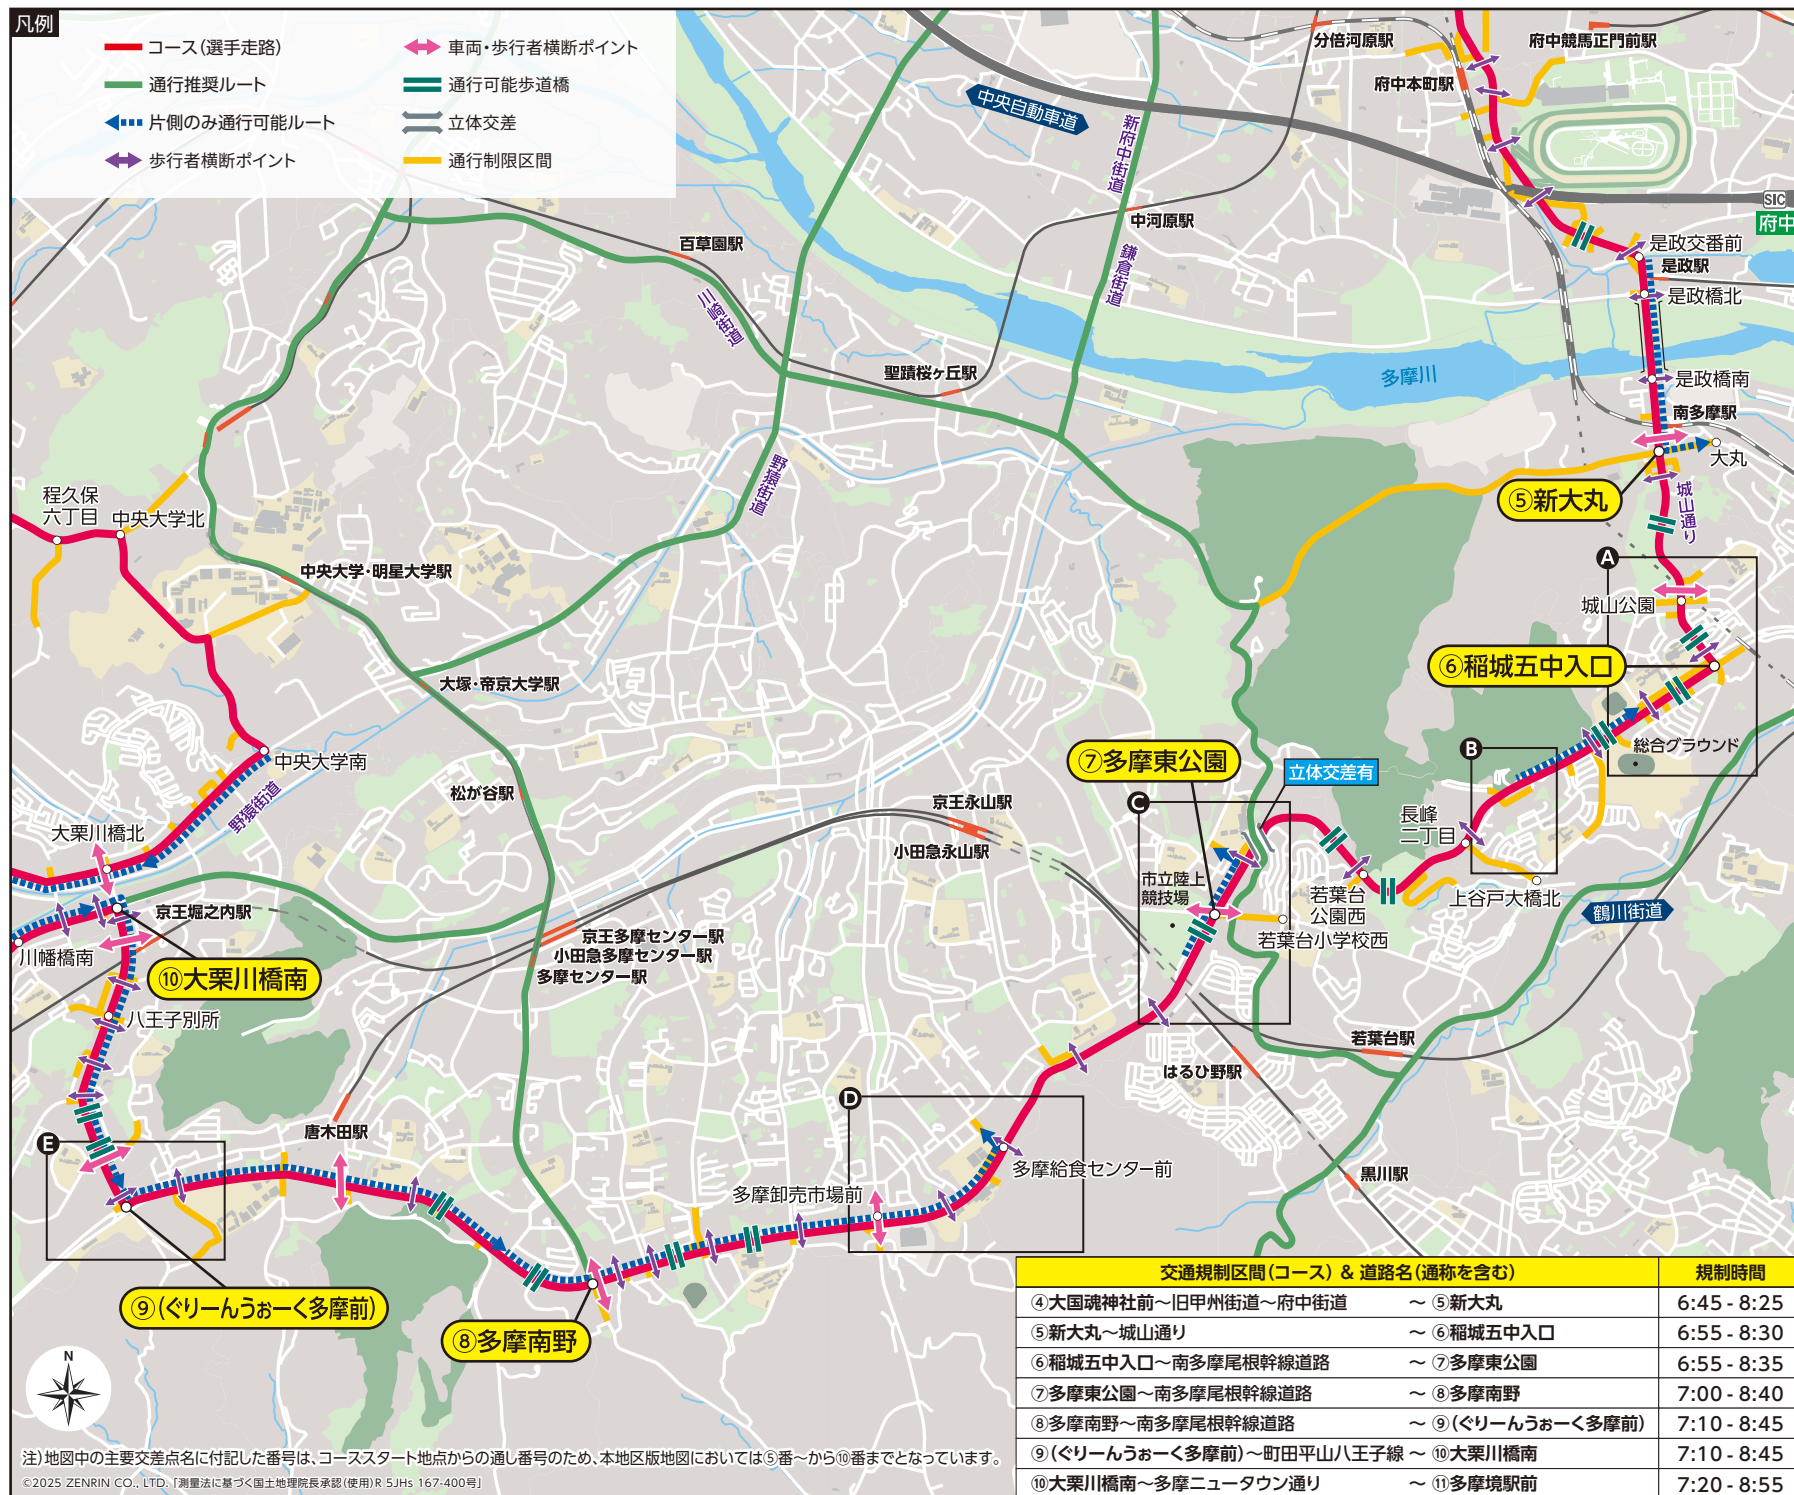 凡例
コース(選手走路)
通行推奨ルート
片側のみ通行可能ルート
歩行者横断ポイント
車両・歩行者横断ポイント
通行可能歩道橋
立体交差
通行制限区間
分倍河原駅
府中競馬正門前駅
府中本町駅
中央自動車道
新府中街道
SIC
府中
中河原駅
百草園駅
鎌倉街道
川崎街道
是政交番前
是政駅
是政橋北
聖蹟桜ヶ丘駅
多摩川
是政橋南
南多摩駅
大丸
⑤新大丸
城山通り
野猿街道
程久保
六丁目
中央大学北
中央大学・明星大学駅
A
城山公園
⑥稲城五中入口
大塚・帝京大学駅
総合グラウンド
B
⑦多摩東公園
立体交差有
中央大学南
野猿街道
松が谷駅
京王永山駅
小田急永山駅
C
長峰
二丁目
大栗川橋北
市立陸上
競技場
若葉台
公園西
上谷戸大橋北
鶴川街道
京王堀之内駅
若葉台小学校西
京王多摩センター駅
小田急多摩センター駅
多摩センター駅
川幡橋南
⑩大栗川橋南
八王子別所
若葉台駅
はるひ野駅
D
唐木田駅
E
多摩給食センター前
黒川駅
多摩卸売市場前
⑨(ぐりーんうぉーく多摩前)
⑧多摩南野
N
交通規制区間(コース) & 道路名(通称を含む) 規制時間
④大国魂神社前～旧甲州街道～府中街道 ～ ⑤新大丸 6:45 - 8:25
⑤新大丸～城山通り ～ ⑥稲城五中入口 6:55 - 8:30
⑥稲城五中入口～南多摩尾根幹線道路 ～ ⑦多摩東公園 6:55 - 8:35
⑦多摩東公園～南多摩尾根幹線道路 ～ ⑧多摩南野 7:00 - 8:40
⑧多摩南野～南多摩尾根幹線道路 ～ ⑨(ぐりーんうぉーく多摩前) 7:10 - 8:45
⑨(ぐりーんうぉーく多摩前)～町田平山八王子線 ～ ⑩大栗川橋南 7:10 - 8:45
⑩大栗川橋南～多摩ニュータウン通り ～ ⑪多摩境駅前 7:20 - 8:55
注)地図中の主要交差点名に付記した番号は、コーススタート地点からの通し番号のため、本地区版地図においては⑤番～から⑩番までとなっています。
©2025 ZENRIN CO., LTD. 「測量法に基づく国土地理院長承認(使用)R 5JHs 167-400号」